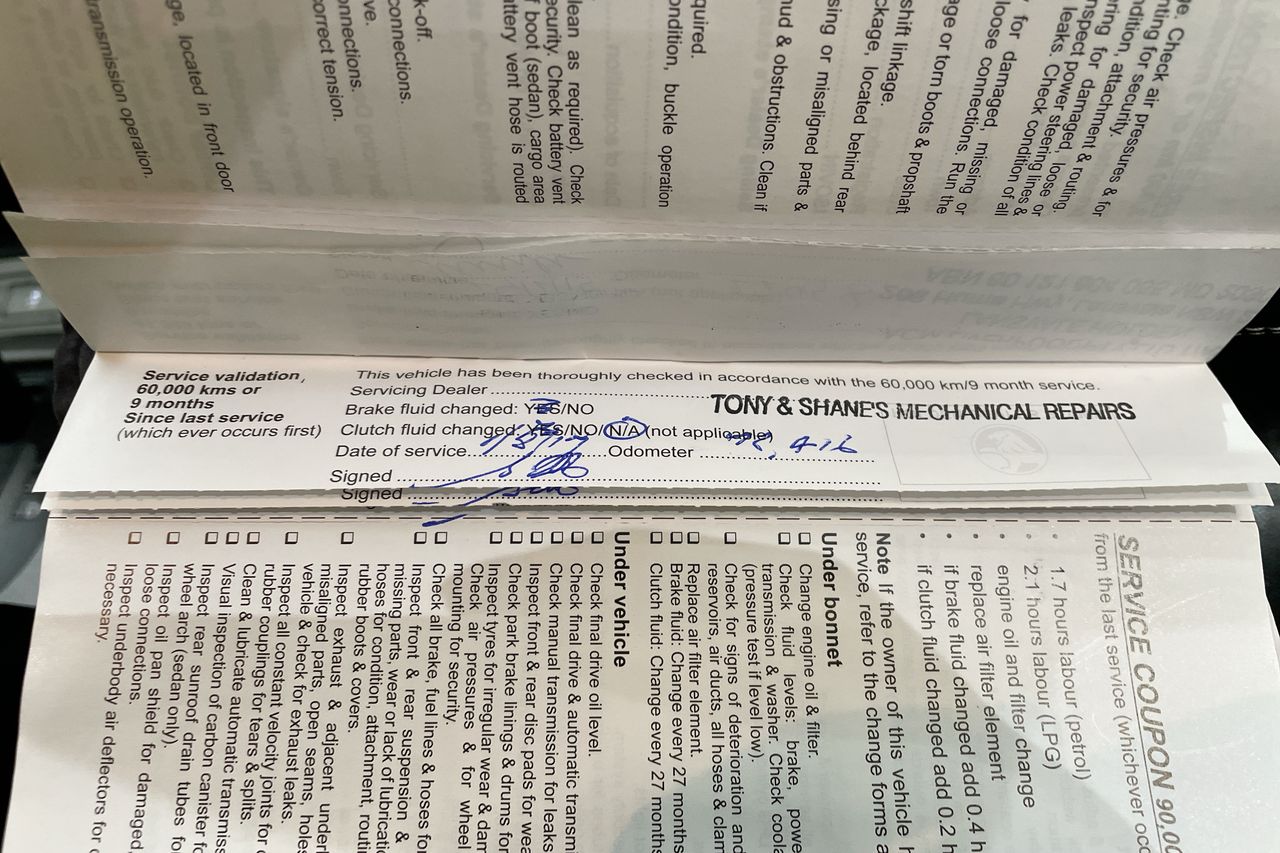 ge, Check
nting for security.
Check air pressures & for
ndition, attachment
ring for damaged & routing.
nspect power
leaks. Check steering lines &
loose or
condition of all
y for damaged, missing or
loose connections. Run the
age or torn boots & propshaft
shift linkage.
ckage, located behind rear
sing or misaligned parts &
nud & obstructions. Clean if
quired.
ondition, buckle operation
lean as required). Check
ecurity. Check battery vent
f boot (sedan), cargo area
ttery vent hose is routed
k-off.
connections.
ve.
onnections.
orrect tension.
ge, located in front door
transmission operation.
Service validation,
60,000 kms or
9 months
Since last service
(which ever occurs first)
This vehicle has been thoroughly checked in accordance with the 60,000 km/9 month service.
Servicing Dealer
TONY & SHANE'S MECHANICAL REPAIRS
Brake fluid changed: YES/NO
Clutch fluid changed: YES/NO/N/A (not applicable)
Date of service
Odometer
Signed
Signed
SERVICE COUPON 90,00
from the last service (whichever occ
• 1.7 hours labour (petrol)
• 2.1 hours labour (LPG)
• engine oil and filter change
• replace air filter element
• if brake fluid changed add 0.4 h
• if clutch fluid changed add 0.2 h
Note If the owner of this vehicle h
service, refer to the change forms a
Under bonnet
Change engine oil & filter.
Check fluid levels: brake, powe
transmission & washer. Check coola
(pressure test if level low).
Check for signs of deterioration and
reservoirs, air ducts, all hoses & clam
Replace air filter element.
Brake fluid: Change every 27 months
Clutch fluid: Change every 27 months
Under vehicle
Check final drive oil level.
Check final drive & automatic transm
Check manual transmission for leaks
Inspect front & rear disc pads for wea
Check park brake linings & drums for
Inspect tyres for irregular wear & dam
Check air pressures & for wheel
mounting for security.
Check all brake, fuel lines & hoses for
Inspect front & rear suspension &
missing parts, wear or lack of lubricatio
hoses for condition, attachment, routin
rubber boots & covers.
Inspect exhaust & adjacent underb
misaligned parts, open seams, holes
vehicle & check for exhaust leaks.
Inspect all constant velocity joints for
rubber couplings for tears & splits.
Clean & lubricate automatic transmiss
Visual inspection of carbon canister fo
Inspect rear sunroof drain tubes fo
wheel arch (sedan only).
Inspect oil pan shield for damaged,
loose connections.
Inspect underbody air deflectors for
necessary.